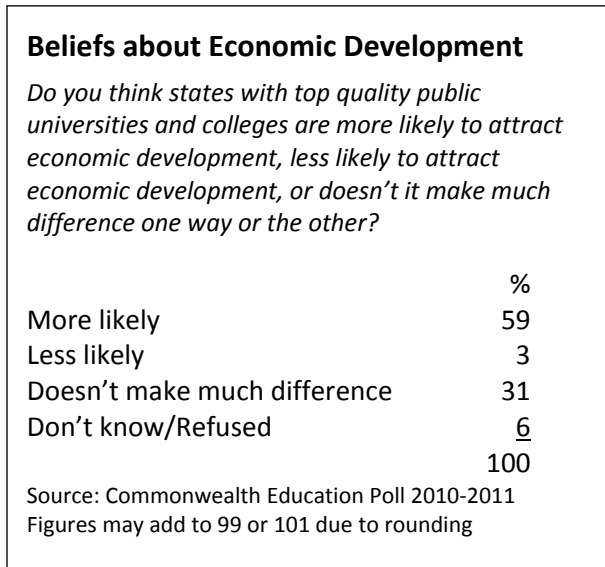 Beliefs about Economic Development
Do you think states with top quality public
universities and colleges are more likely to attract
economic development, less likely to attract
economic development, or doesn't it make much
difference one way or the other?
%
More likely 59
Less likely 3
Doesn't make much difference 31
Don't know/Refused 6
100
Source: Commonwealth Education Poll 2010-2011
Figures may add to 99 or 101 due to rounding